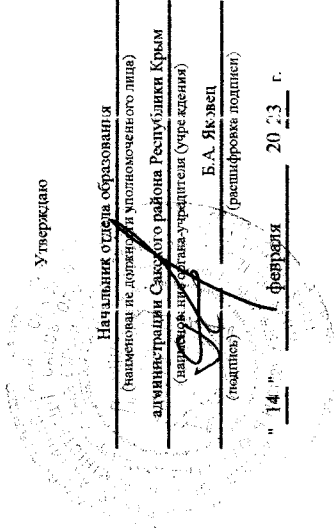 Утверждаю
Начальник отдела образования
(наименование должности уполномоченного лица)
администрации Сакского района Республики Крым
(наименование органа-учредителя (учреждения)
Б.А. Яковец
(подпись) (расшифровка подписи)
" 14 " февраля 20 23 г.